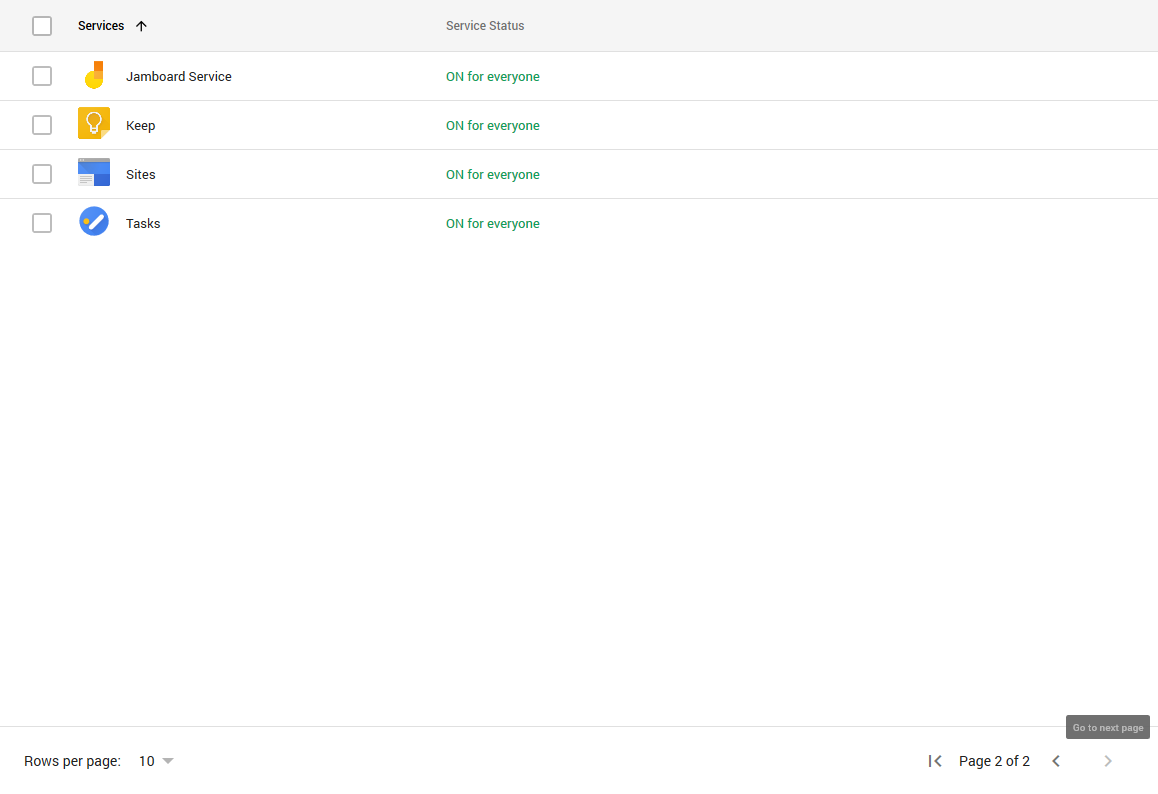 Services Service Status
Jamboard Service ON for everyone
Keep ON for everyone
Sites ON for everyone
Tasks ON for everyone
Go to next page
Rows per page: 10 Page 2 of 2